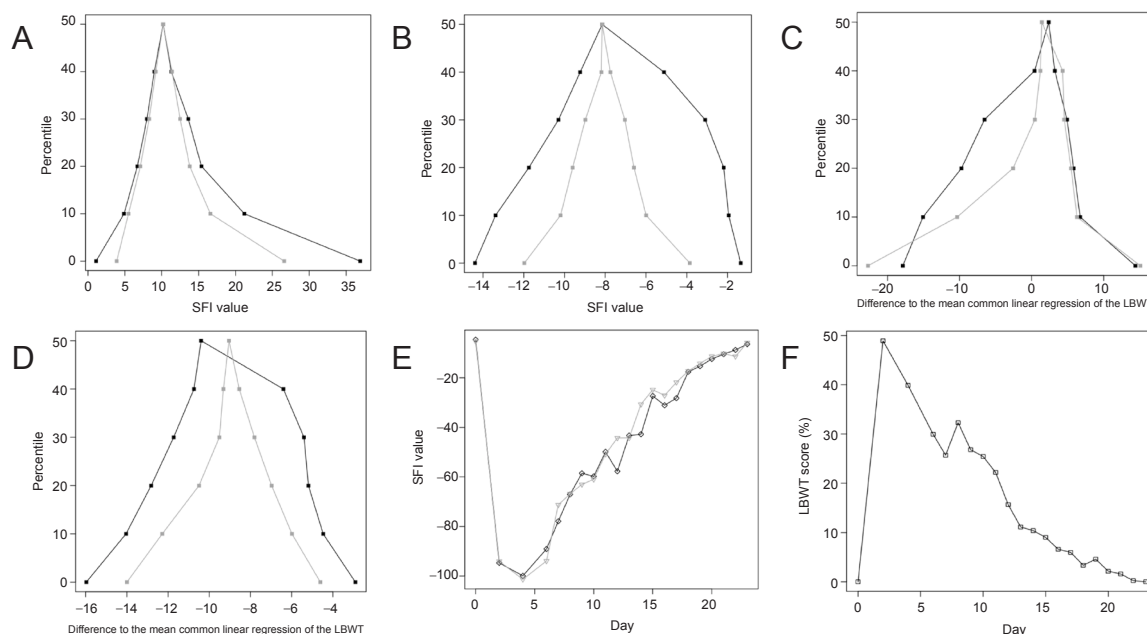 A
50
40
30
20
10
0
Percentile
0 5 10 15 20 25 30 35
SFI value
B
50
40
30
20
10
0
Percentile
−14 −12 −10 −8 −6 −4 −2
SFI value
C
50
40
30
20
10
0
Percentile
−20 −10 0 10
Difference to the mean common linear regression of the LBW
D
50
40
30
20
10
0
Percentile
−16 −14 −12 −10 −8 −6 −4
Difference to the mean common linear regression of the LBWT
E
−20
−40
−60
−80
−100
SFI value
0 5 10 15 20
Day
F
50
40
30
20
10
0
LBWT score (%)
0 5 10 15 20
Day